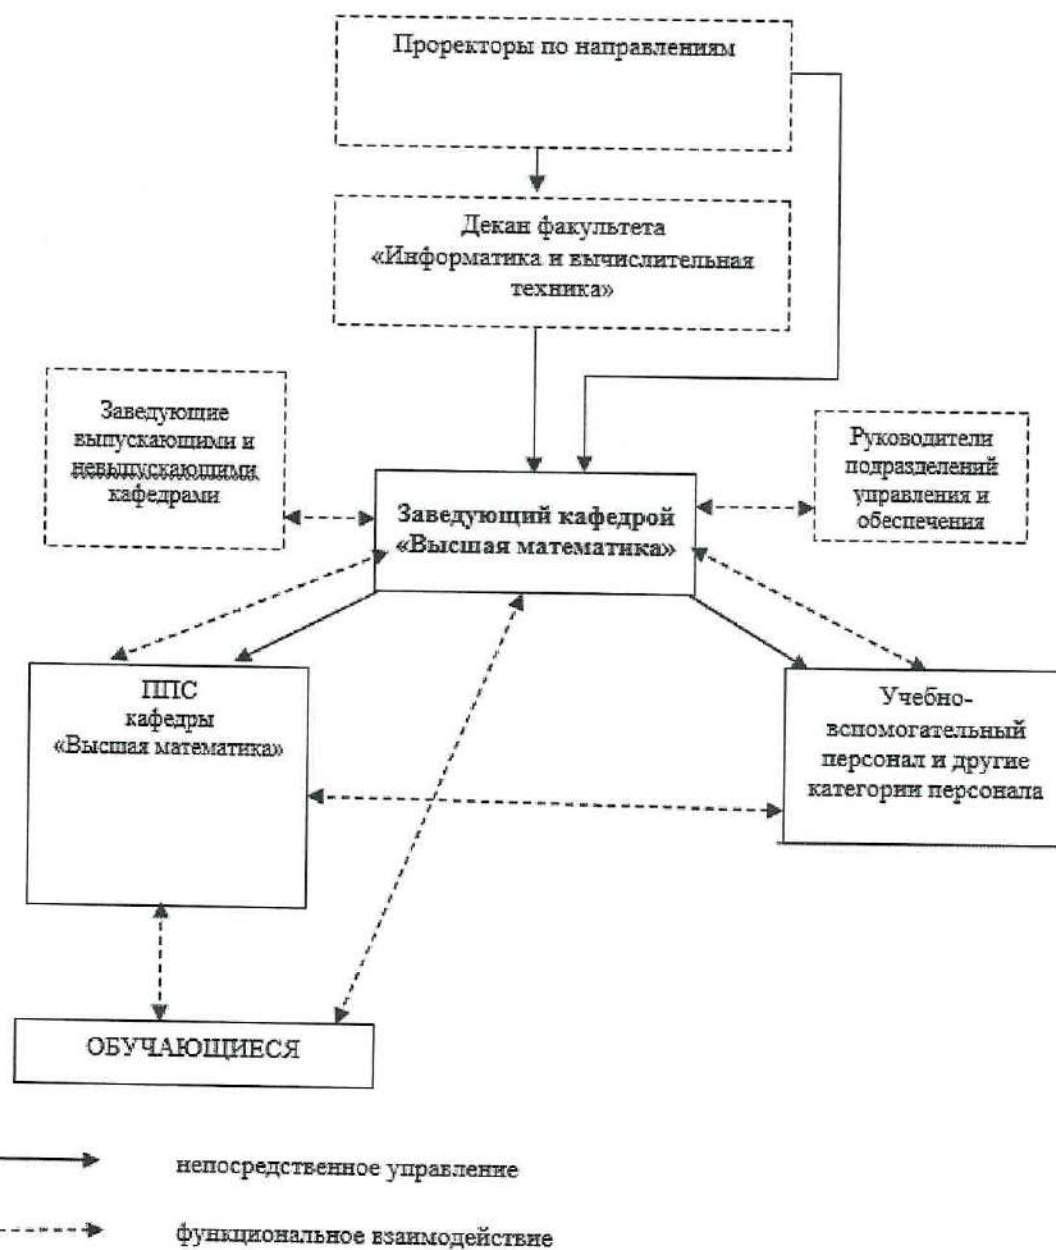 Проректоры по направлениям
Декан факультета
«Информатика и вычислительная
техника»
Заведующие
выпускающими и
невыпускающими
кафедрами
Руководители
подразделений
управления и
обеспечения
Заведующий кафедрой
«Высшая математика»
ППС
кафедры
«Высшая математика»
Учебно-
вспомогательный
персонал и другие
категории персонала
ОБУЧАЮЩИЕСЯ
непосредственное управление
функциональное взаимодействие